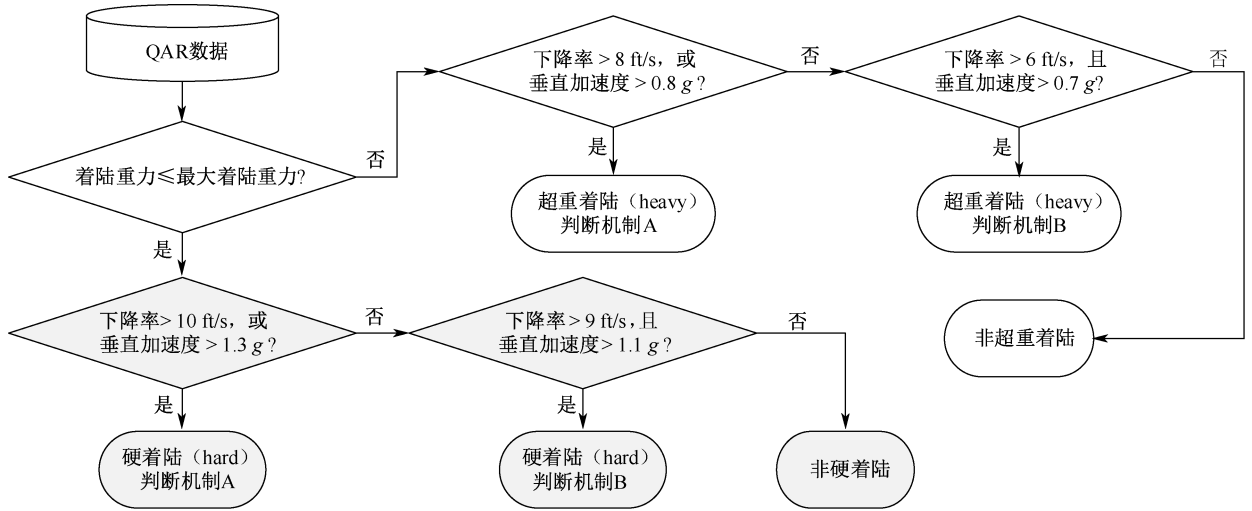 QAR数据
着陆重力≤最大着陆重力?
否
下降率＞8 ft/s，或
垂直加速度＞0.8 g?
否
下降率＞6 ft/s，且
垂直加速度＞0.7 g?
否
是
超重着陆（heavy）
判断机制A
是
超重着陆（heavy）
判断机制B
非超重着陆
是
下降率＞10 ft/s，或
垂直加速度＞1.3 g?
否
下降率＞9 ft/s,且
垂直加速度＞1.1 g?
否
是
硬着陆（hard）
判断机制A
是
硬着陆（hard）
判断机制B
非硬着陆